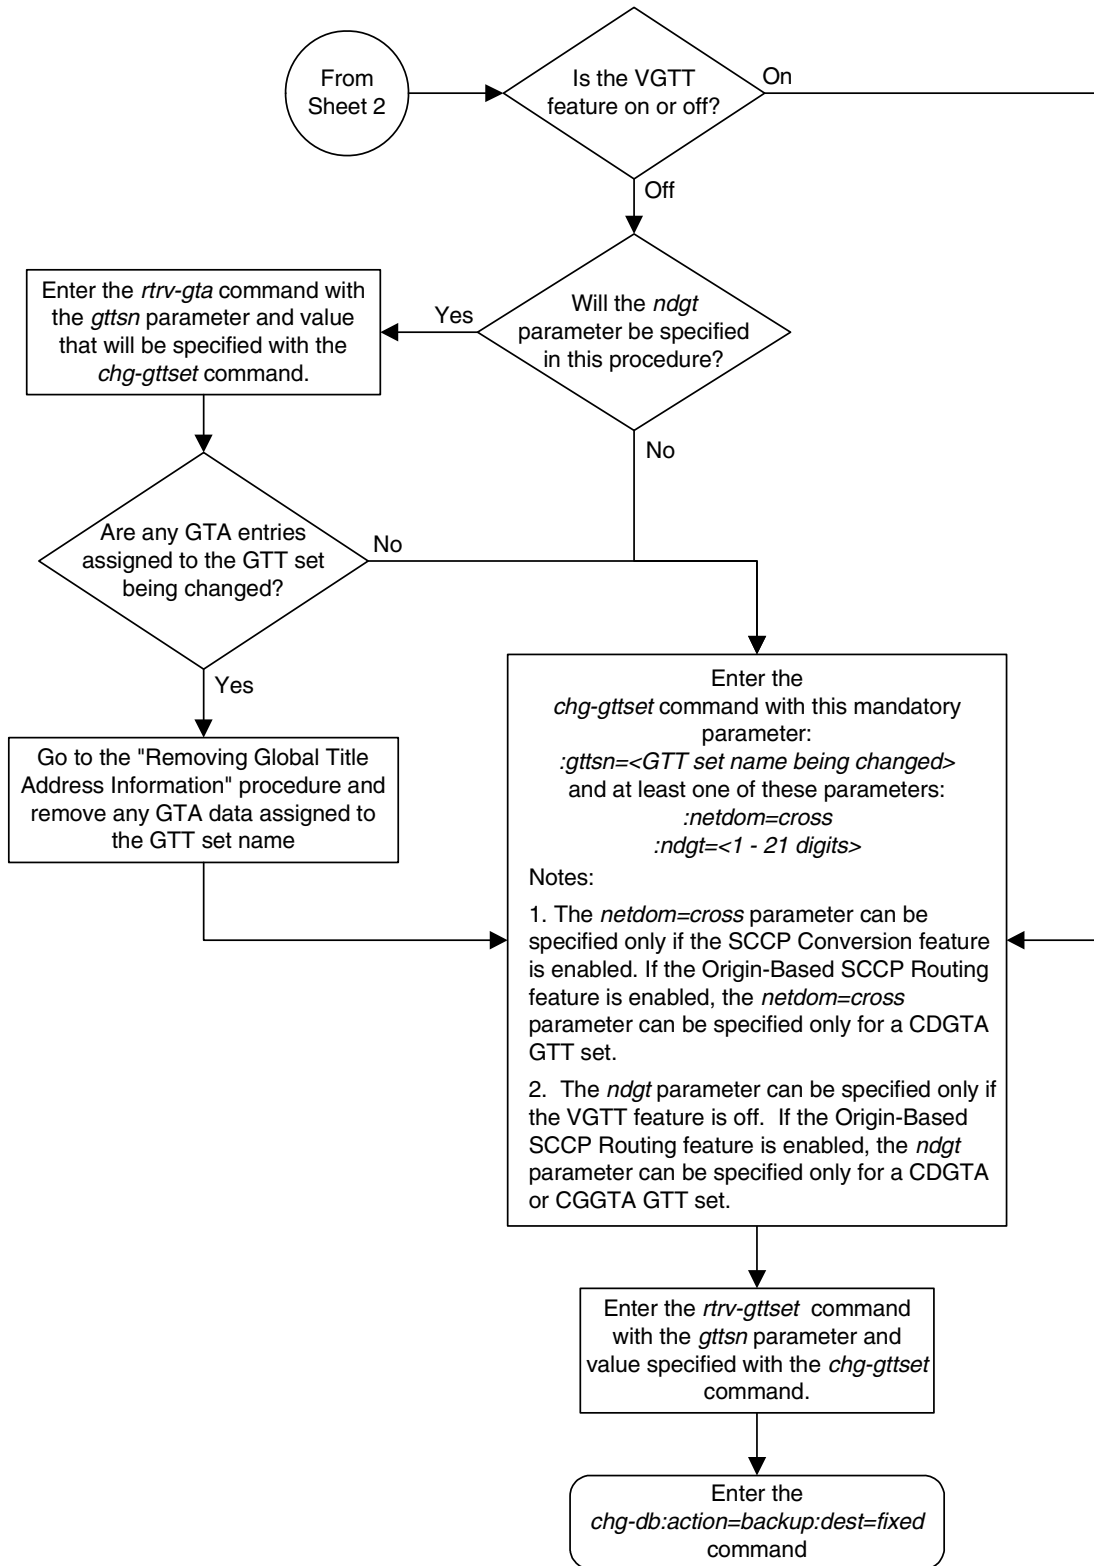 From
Sheet 2
Is the VGTT
feature on or off?
On
Off
Will the ndgt
parameter be specified
in this procedure?
Yes
No
Enter the rtrv-gta command with
the gttsn parameter and value
that will be specified with the
chg-gttset command.
Are any GTA entries
assigned to the GTT set
being changed?
No
Yes
Go to the "Removing Global Title
Address Information" procedure and
remove any GTA data assigned to
the GTT set name
Enter the
chg-gttset command with this mandatory
parameter:
:gttsn=<GTT set name being changed>
and at least one of these parameters:
:netdom=cross
:ndgt=<1 - 21 digits>
Notes:
1. The netdom=cross parameter can be
specified only if the SCCP Conversion feature
is enabled. If the Origin-Based SCCP Routing
feature is enabled, the netdom=cross
parameter can be specified only for a CDGTA
GTT set.
2. The ndgt parameter can be specified only if
the VGTT feature is off. If the Origin-Based
SCCP Routing feature is enabled, the ndgt
parameter can be specified only for a CDGTA
or CGGTA GTT set.
Enter the rtrv-gttset command
with the gttsn parameter and
value specified with the chg-gttset
command.
Enter the
chg-db:action=backup:dest=fixed
command